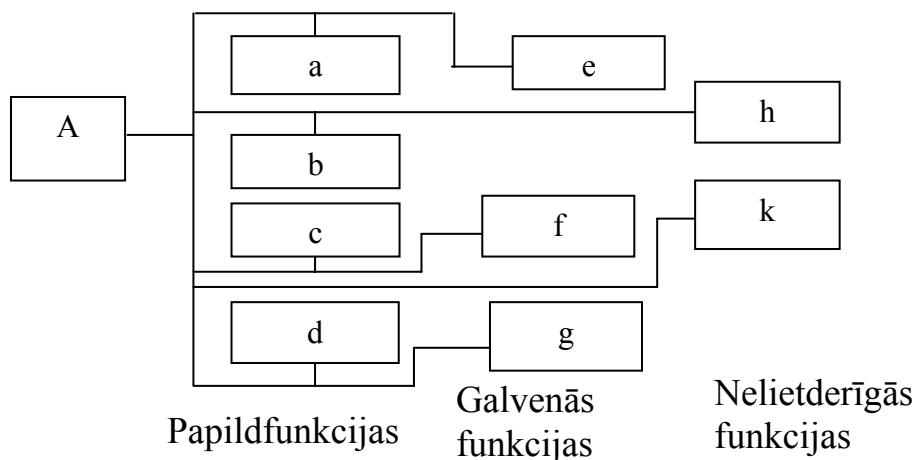 a
e
A
h
b
k
c
f
d
g
Papildfunkcijas
Galvenās
funkcijas
Nelietderīgās
funkcijas